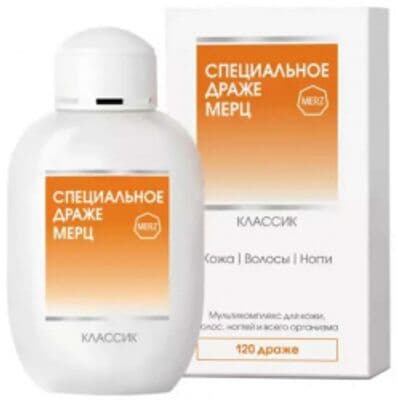 СПЕЦИАЛЬНОЕ
ДРАЖЕ
МЕРЦ
MERZ
КЛАССИК
СПЕЦИАЛЬНОЕ
ДРАЖЕ
МЕРЦ
MERZ
КЛАССИК
Кожа | Волосы | Ногти
Мультикомплекс для кожи,
волос, ногтей и всего организма
120 драже